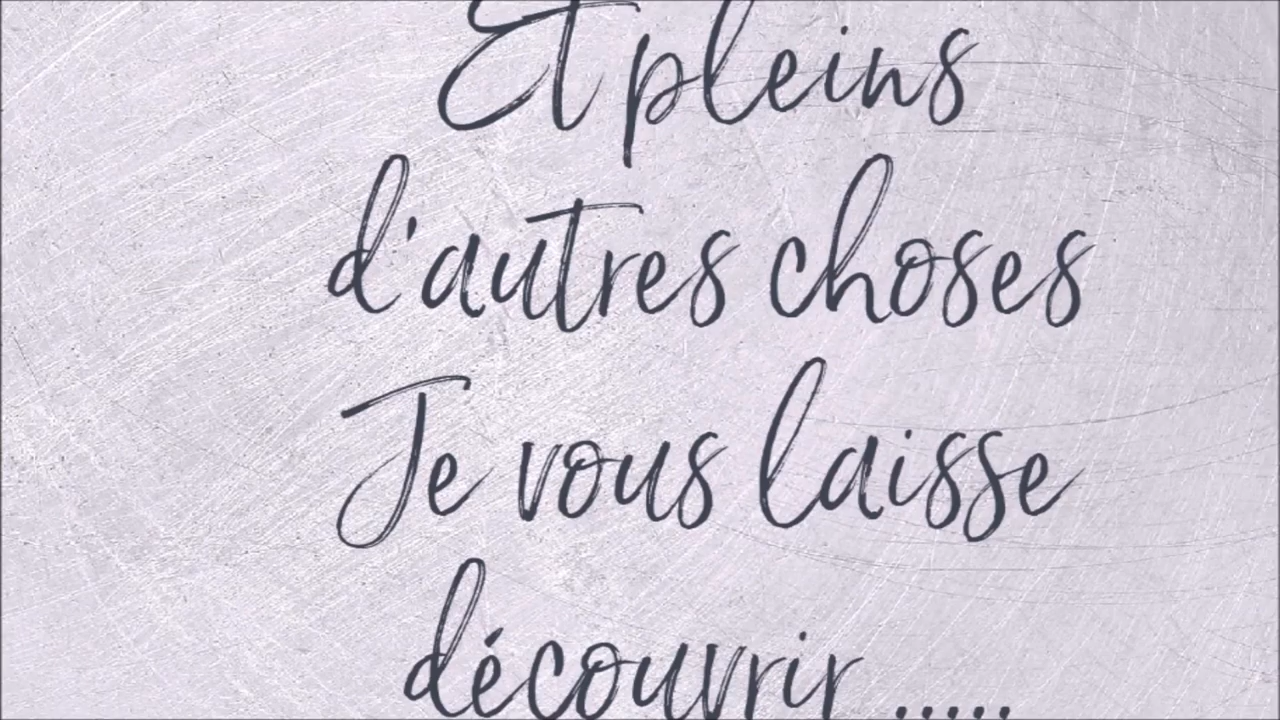 Et pleins
d'autres choses
Je vous laisse
découvrir .....